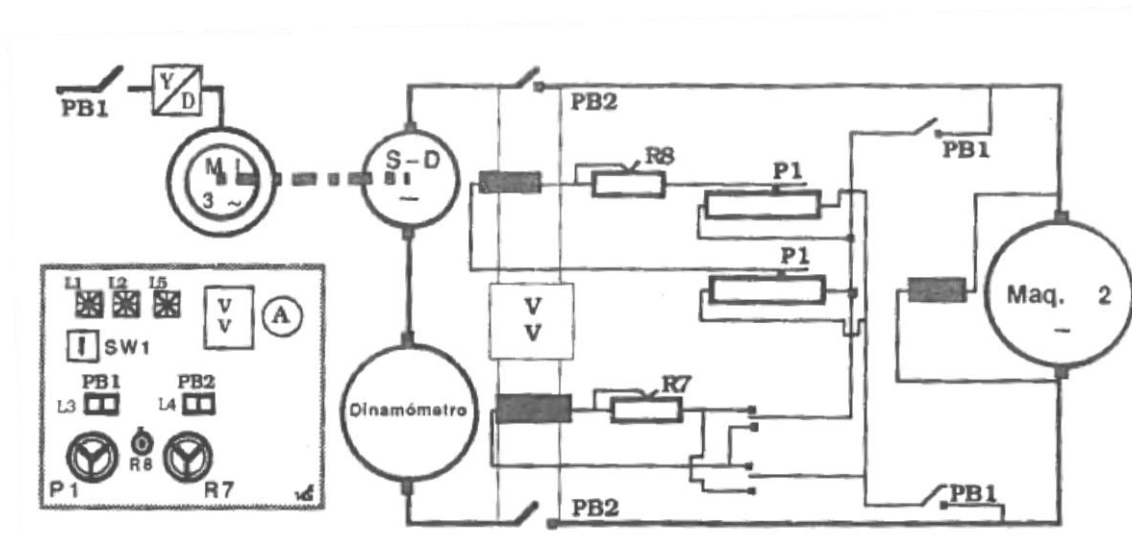 PB1
Y
D
M 1
3 ~
S-D
PB2
R8
P1
PB1
P1
Maq. 2
V
V
Dinamómetro
R7
PB2
PB1
L1 L2 L5
V
V
A
SW1
PB1
PB2
L3
L4
R8
P1
R7